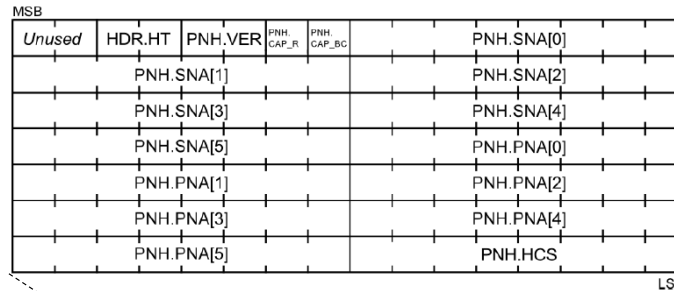 MSB
Unused HDR.HT PNH.VER PNH. CAP_R PNH. CAP_BC PNH.SNA[0]
PNH.SNA[1] PNH.SNA[2]
PNH.SNA[3] PNH.SNA[4]
PNH.SNA[5] PNH.PNA[0]
PNH.PNA[1] PNH.PNA[2]
PNH.PNA[3] PNH.PNA[4]
PNH.PNA[5] PNH.HCS
LS